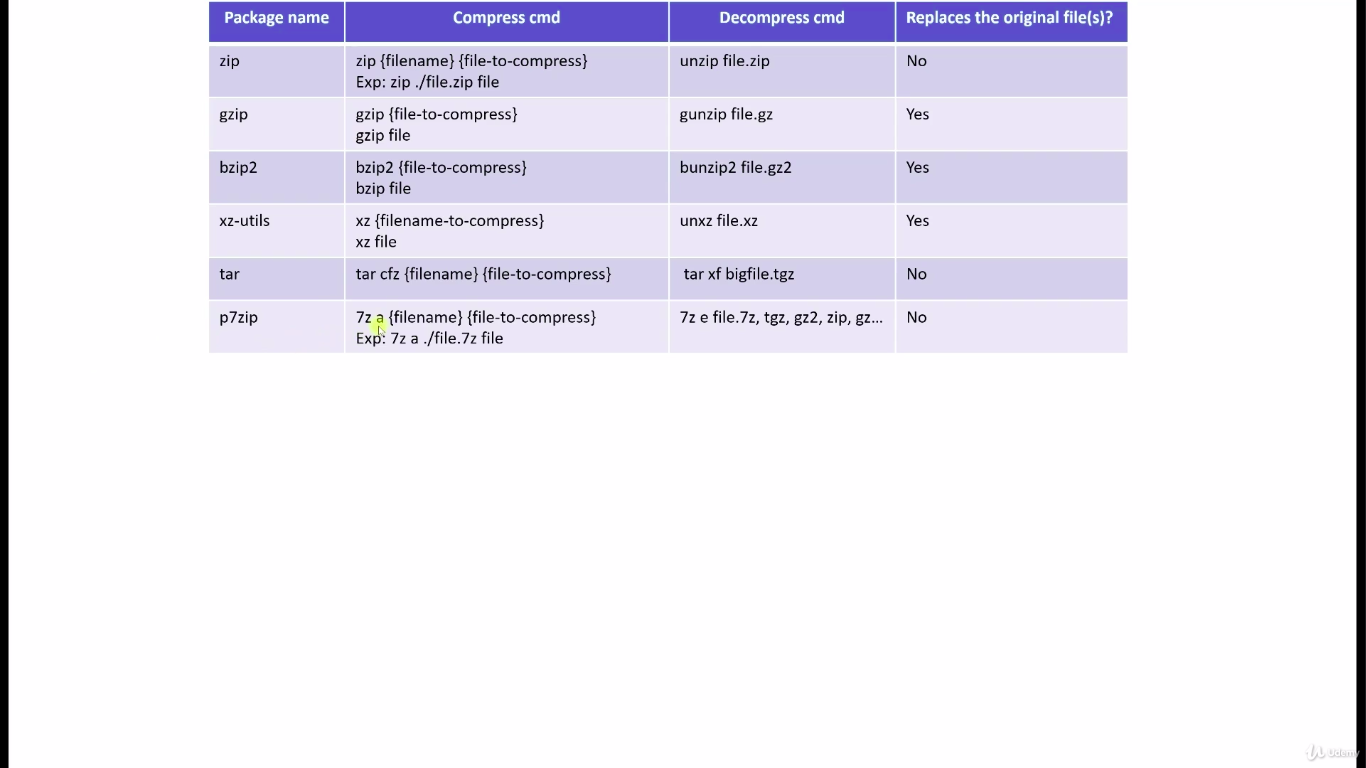 Package name Compress cmd Decompress cmd Replaces the original file(s)?
zip zip {filename} {file-to-compress} unzip file.zip No
Exp: zip ./file.zip file
gzip gzip {file-to-compress} gunzip file.gz Yes
gzip file
bzip2 bzip2 {file-to-compress} bunzip2 file.gz2 Yes
bzip file
xz-utils xz {filename-to-compress} unxz file.xz Yes
xz file
tar tar cfz {filename} {file-to-compress} tar xf bigfile.tgz No
p7zip 7z a {filename} {file-to-compress} 7z e file.7z, tgz, gz2, zip, gz... No
Exp: 7z a ./file.7z file
Udemy